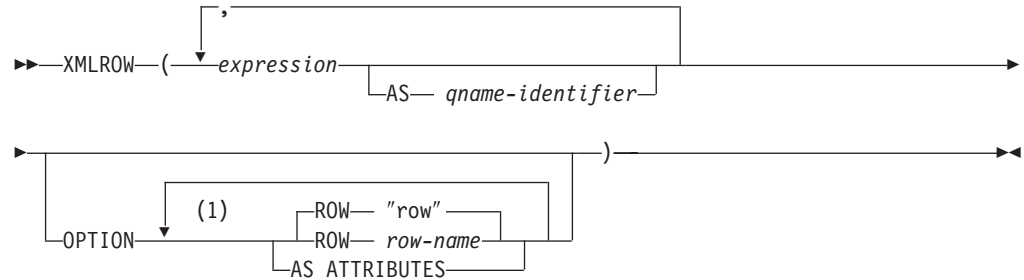 ,
XMLROW ( expression )
AS qname-identifier
)
OPTION (1) ROW "row"
ROW row-name
AS ATTRIBUTES